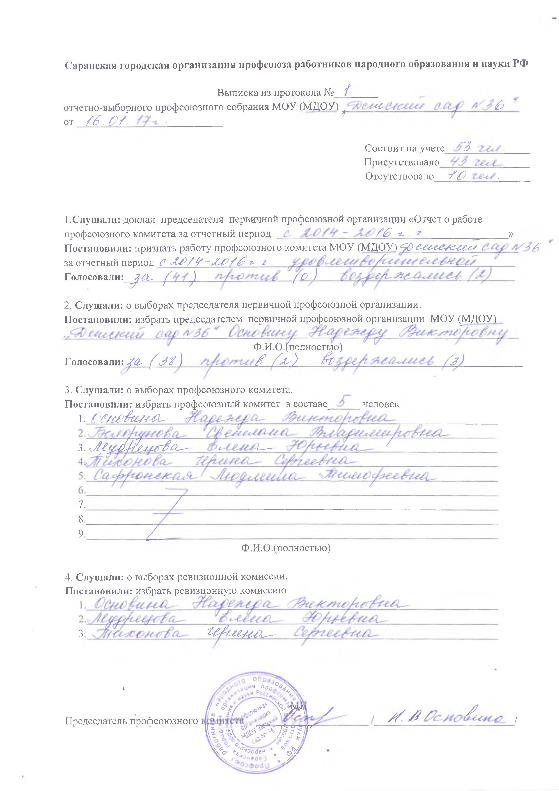 Саранская городская организация профсоюза работников народного образования и науки РФ
Выписка из протокола № 1
отчетно-выборного профсоюзного собрания МОУ (МДОУ) „Детский сад №36"
от 16.01.17г.
Состоит на учете 53 чел.
Присутствовало 43 чел.
Отсутствовало 10 чел.
1.Слушали: доклад председателя первичной профсоюзной организации «Отчет о работе
профсоюзного комитета за отчетный период с 2014-2016 г.г »
Постановили: признать работу профсоюзного комитета МОУ (МДОУ) „Детский сад №36"
за отчетный период с 2014-2016 г.г удовлетворительной
Голосовали: за (41) против (0) воздержались (2)
2. Слушали: о выборах председателя первичной профсоюзной организации.
Постановили: избрать председателем первичной профсоюзной организации МОУ (МДОУ)
„Детский сад №36" Основину Надежду Викторовну
Ф.И.О.(полностью)
Голосовали: за (38) против (2) воздержались (3)
3. Слушали: о выборах профсоюзного комитета.
Постановили: избрать профсоюзный комитет в составе 5 человек
1. Основина Надежда Викторовна
2. Светлана Владимировна
3. Елена Юрьевна
4. Тихонова Ирина Сергеевна
5. Сафронская Людмила Тимофеевна
6.
7.
8.
9.
Ф.И.О.(полностью)
4. Слушали: о выборах ревизионной комиссии.
Постановили: избрать ревизионную комиссию
1. Основина Надежда Викторовна
2. Елена Юрьевна
3. Тихонова Ирина Сергеевна
МП
Председатель профсоюзного комитета / Н.В Основина /